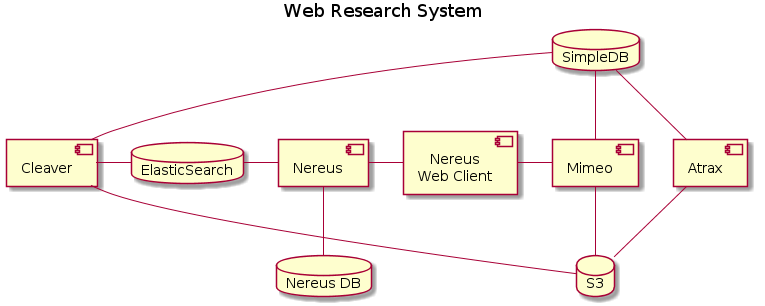 Web Research System
SimpleDB
Cleaver
ElasticSearch
Nereus
Nereus
Web Client
Mimeo
Atrax
Nereus DB
S3